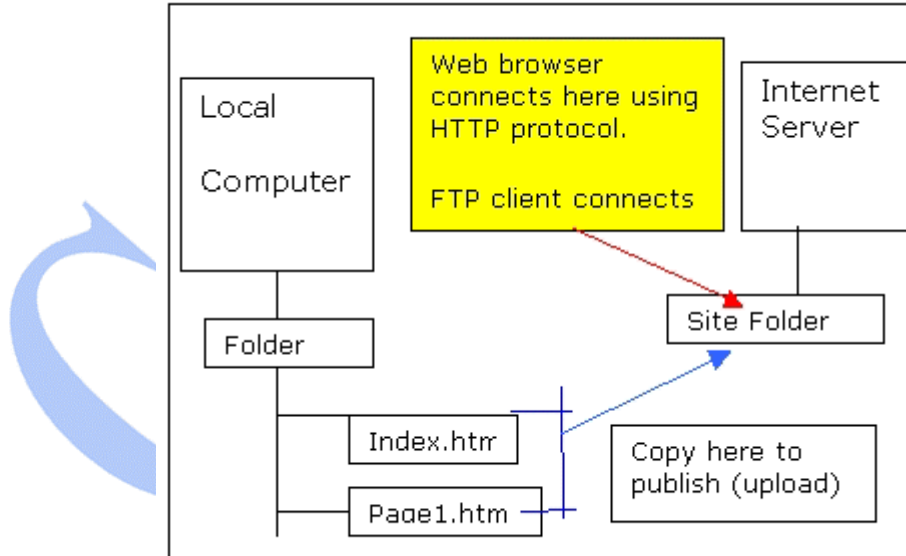 Local
Computer
Web browser
connects here using
HTTP protocol.
FTP client connects
Internet
Server
Folder
Site Folder
Index.htm
Page1.htm
Copy here to
publish (upload)